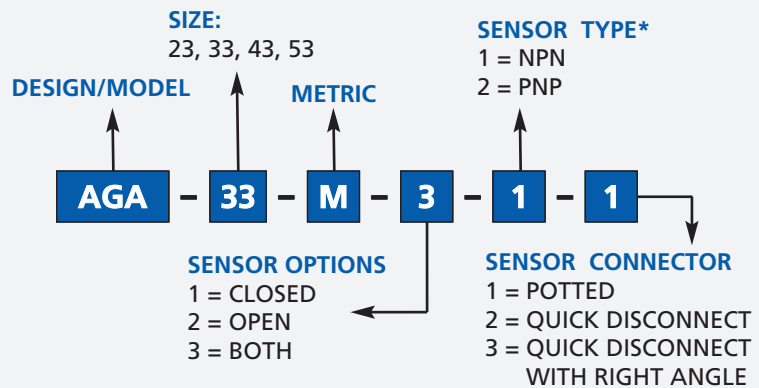 SIZE:
23, 33, 43, 53
SENSOR TYPE*
1 = NPN
2 = PNP
DESIGN/MODEL
METRIC
AGA - 33 - M - 3 - 1 - 1
SENSOR OPTIONS
1 = CLOSED
2 = OPEN
3 = BOTH
SENSOR CONNECTOR
1 = POTTED
2 = QUICK DISCONNECT
3 = QUICK DISCONNECT
WITH RIGHT ANGLE